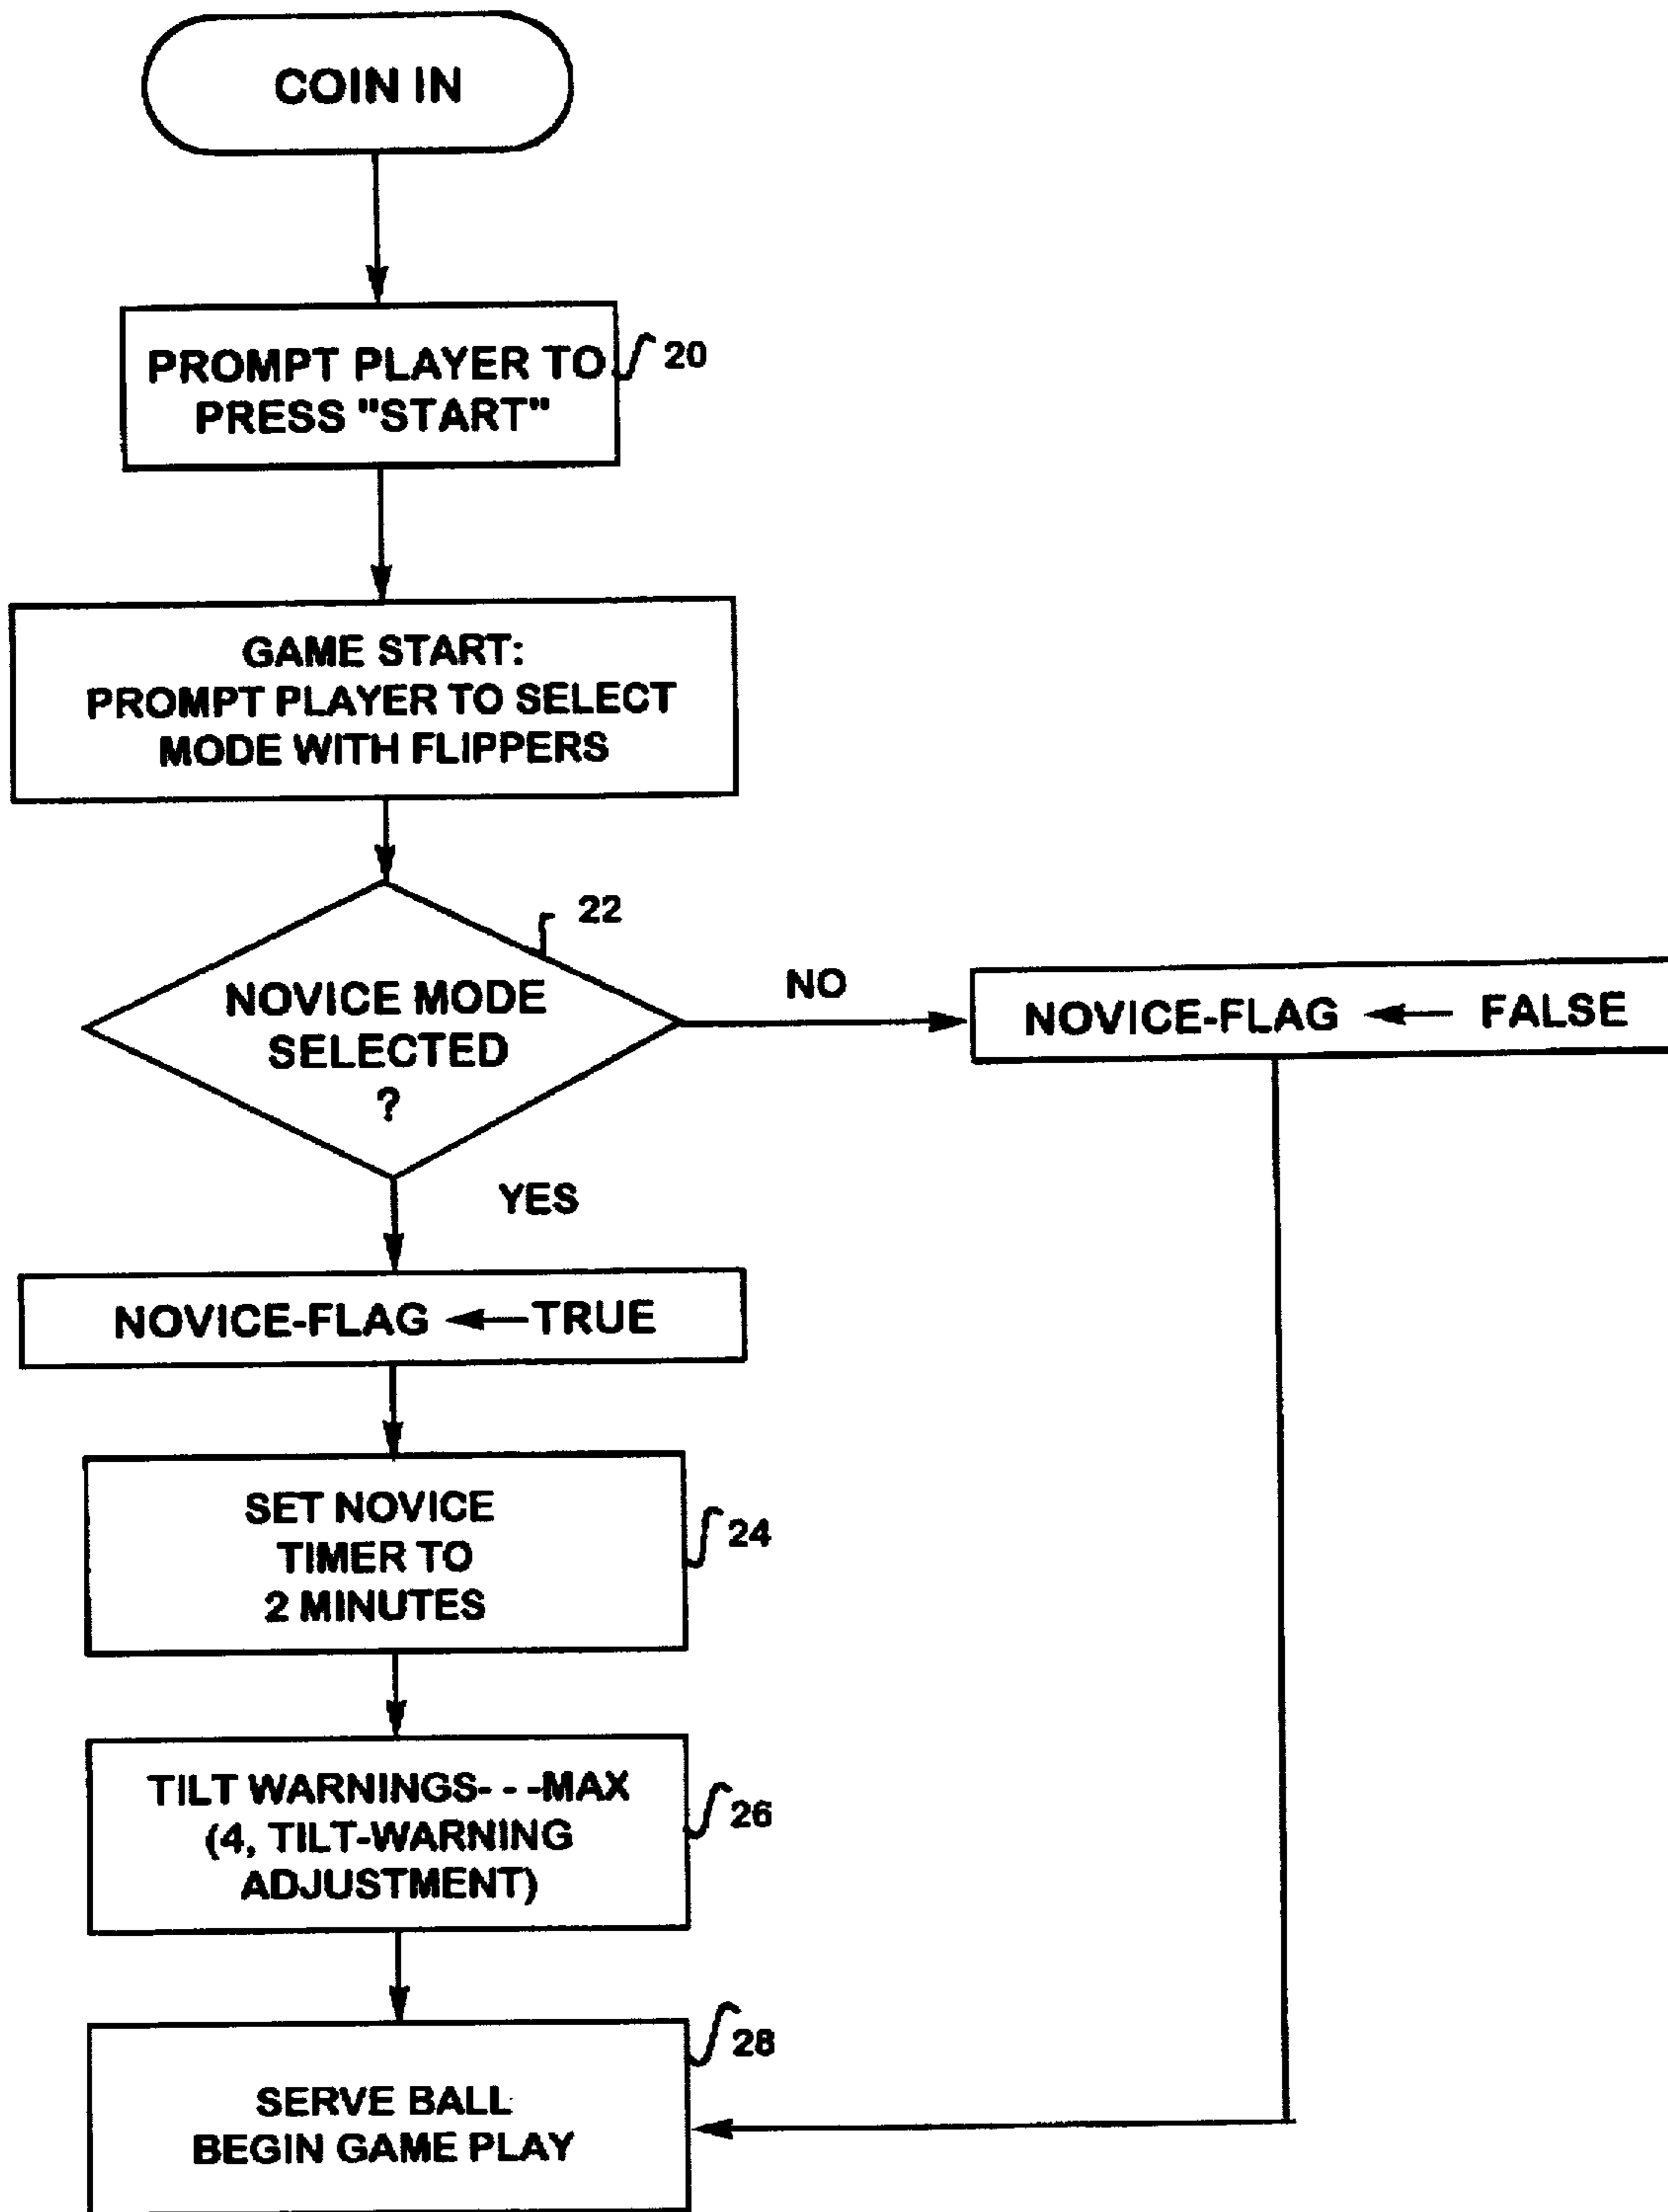 COIN IN
PROMPT PLAYER TO
PRESS "START"
20
GAME START:
PROMPT PLAYER TO SELECT
MODE WITH FLIPPERS
22
NOVICE MODE
SELECTED
?
NO
NOVICE-FLAG ← FALSE
YES
NOVICE-FLAG ← TRUE
SET NOVICE
TIMER TO
2 MINUTES
24
TILT WARNINGS- - -MAX
(4, TILT-WARNING
ADJUSTMENT)
26
28
SERVE BALL
BEGIN GAME PLAY